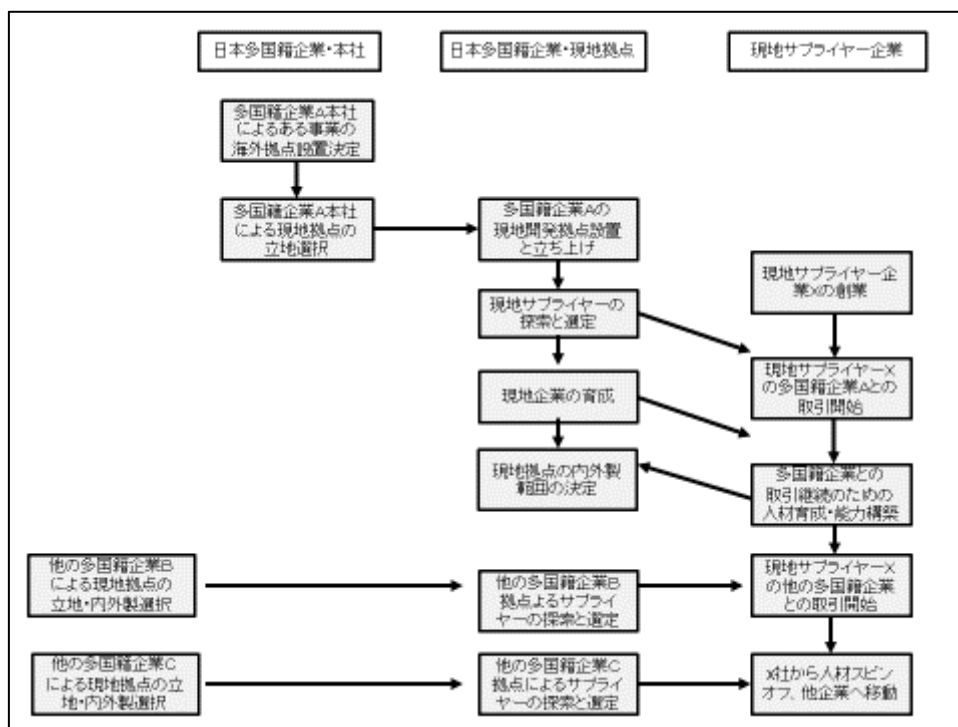 日本多国籍企業・本社
日本多国籍企業・現地拠点
現地サプライヤー企業
多国籍企業A本社
によるある事業の
海外拠点設置決定
多国籍企業A本社
による現地拠点の
立地選択
多国籍企業Aの
現地開発拠点設置
と立ち上げ
現地サプライヤー企
業Xの創業
現地サプライヤーの
探索と選定
現地サプライヤーX
の多国籍企業Aとの
取引開始
現地企業の育成
現地拠点の内外製
範囲の決定
多国籍企業との
取引継続のための
人材育成・能力構築
他の多国籍企業B
による現地拠点の
立地・内外製選択
他の多国籍企業B
拠点よるサプライ
ヤーの探索と選定
現地サプライヤーX
の他の多国籍企業
との取引開始
他の多国籍企業C
による現地拠点の立
地・内外製選択
他の多国籍企業C
拠点によるサプライ
ヤーの探索と選定
X社から人材スピン
オフ、他企業へ移動